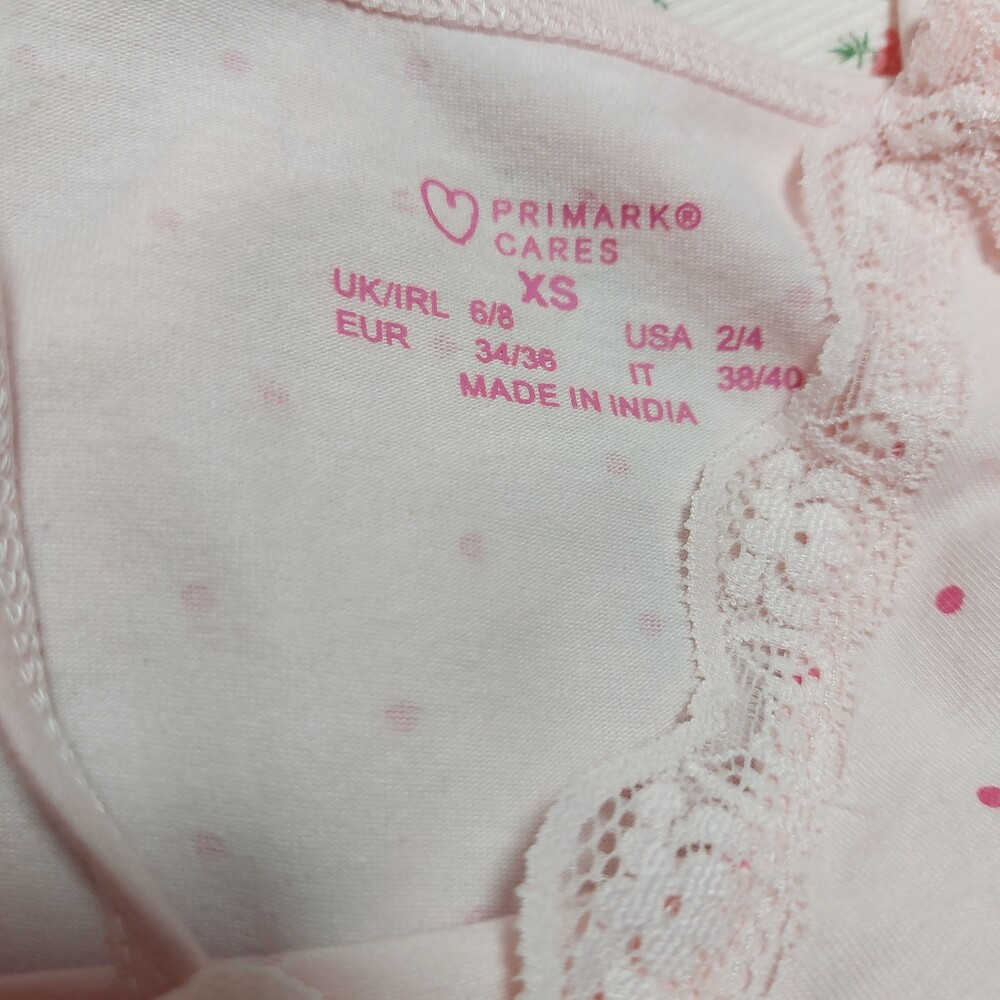 PRIMARK®
CARES
XS
UK/IRL 6/8 USA 2/4
EUR 34/36 IT 38/40
MADE IN INDIA